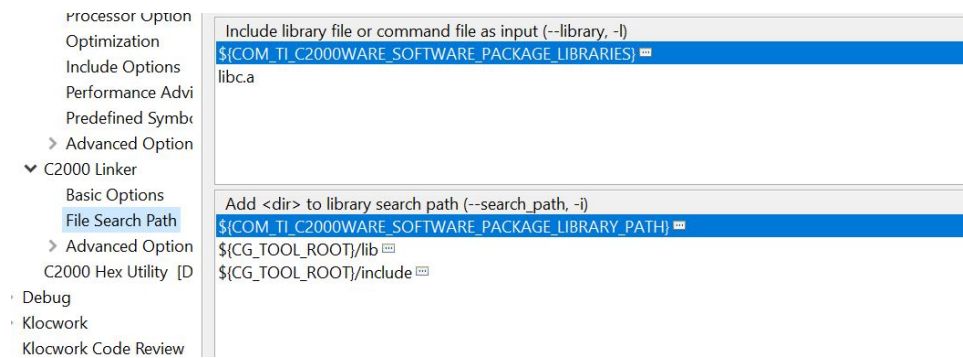 Processor Option
Optimization
Include Options
Performance Advi
Predefined Symbo
Advanced Option
C2000 Linker
Basic Options
File Search Path
Advanced Option
C2000 Hex Utility [D
Debug
Klocwork
Klocwork Code Review
Include library file or command file as input (--library, -l)
${COM_TI_C2000WARE_SOFTWARE_PACKAGE_LIBRARIES}
libc.a
Add <dir> to library search path (--search_path, -i)
${COM_TI_C2000WARE_SOFTWARE_PACKAGE_LIBRARY_PATH}
${CG_TOOL_ROOT}/lib
${CG_TOOL_ROOT}/include